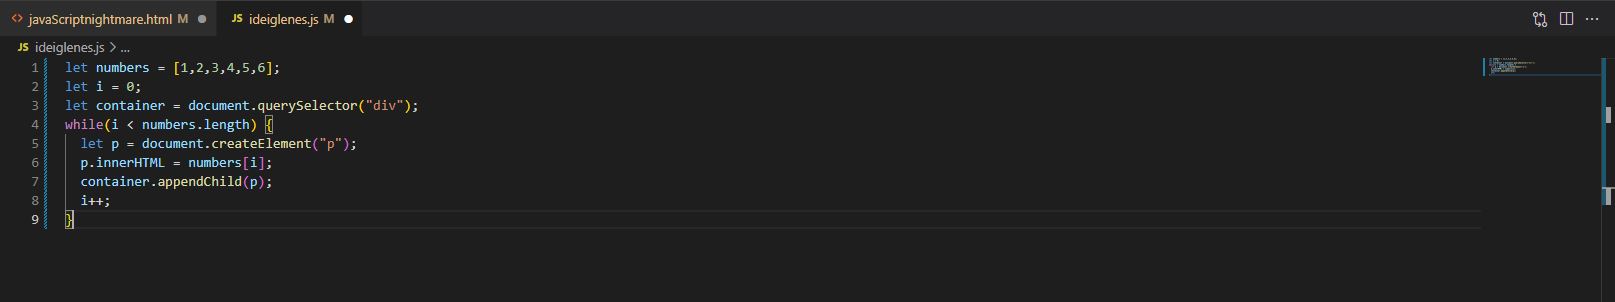 javaScriptnightmare.html M
JS ideiglenes.js M
JS ideiglenes.js > ...
1 let numbers = [1,2,3,4,5,6];
2 let i = 0;
3 let container = document.querySelector("div");
4 while(i < numbers.length) {
5 let p = document.createElement("p");
6 p.innerHTML = numbers[i];
7 container.appendChild(p);
8 i++;
9 }